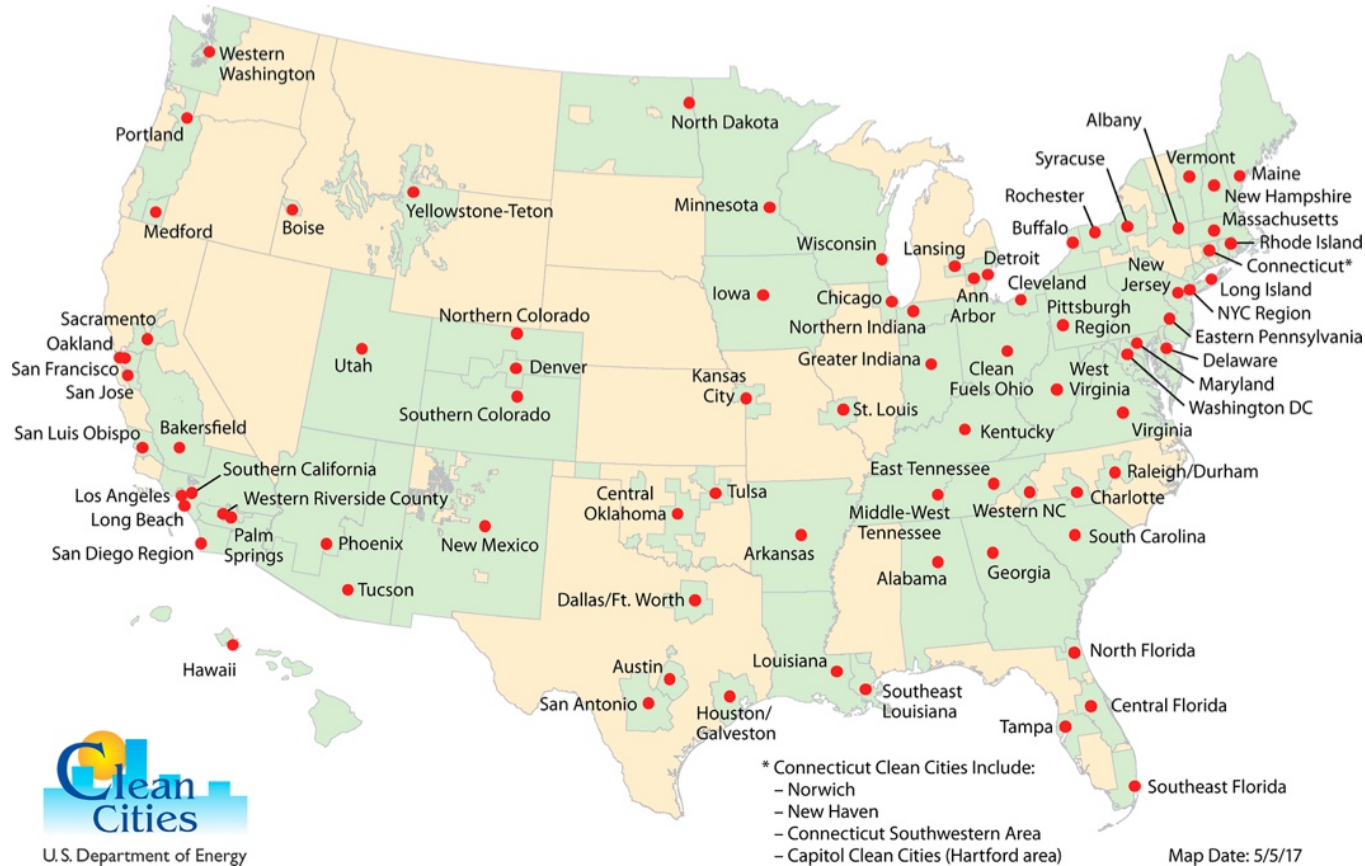 Western
Washington
Portland
Medford
Boise
Yellowstone-Teton
North Dakota
Minnesota
Wisconsin
Iowa
Chicago
Northern Indiana
Greater Indiana
Lansing
Detroit
Ann
Arbor
Cleveland
Clean
Fuels Ohio
Pittsburgh
Region
West
Virginia
Buffalo
Rochester
Syracuse
Albany
Vermont
Maine
New Hampshire
Massachusetts
Rhode Island
Connecticut*
Long Island
New
Jersey
NYC Region
Eastern Pennsylvania
Delaware
Maryland
Washington DC
Virginia
Sacramento
Oakland
San Francisco
San Jose
San Luis Obispo
Bakersfield
Southern California
Los Angeles
Western Riverside County
Long Beach
Palm
Springs
San Diego Region
Utah
Northern Colorado
Denver
Southern Colorado
Phoenix
Tucson
New Mexico
Kansas
City
St. Louis
Kentucky
Central
Oklahoma
Tulsa
Arkansas
East Tennessee
Middle-West
Tennessee
Western NC
Raleigh/Durham
Charlotte
South Carolina
Alabama
Georgia
Dallas/Ft. Worth
Austin
San Antonio
Houston/
Galveston
Louisiana
Southeast
Louisiana
North Florida
Central Florida
Tampa
Southeast Florida
Hawaii
Clean
Cities
U.S. Department of Energy
* Connecticut Clean Cities Include:
– Norwich
– New Haven
– Connecticut Southwestern Area
– Capitol Clean Cities (Hartford area)
Map Date: 5/5/17